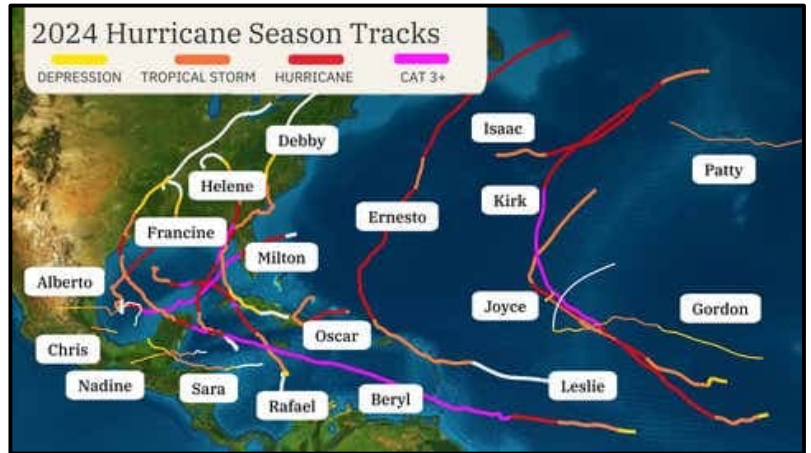 2024 Hurricane Season Tracks
DEPRESSION TROPICAL STORM HURRICANE CAT 3+
Debby
Isaac
Patty
Helene
Kirk
Ernesto
Francine
Milton
Alberto
Joyce
Gordon
Oscar
Chris
Nadine
Sara
Leslie
Rafael
Beryl